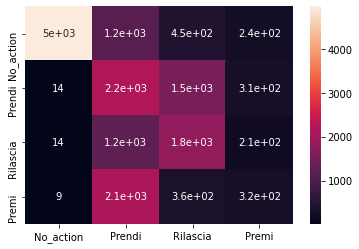 No_action 5e+03 1.2e+03 4.5e+02 2.4e+02
Prendi 14 2.2e+03 1.5e+03 3.1e+02
Rilascia 14 1.2e+03 1.8e+03 2.1e+02
Premi 9 2.1e+03 3.6e+02 3.2e+02
No_action Prendi Rilascia Premi
5000
4000
3000
2000
1000